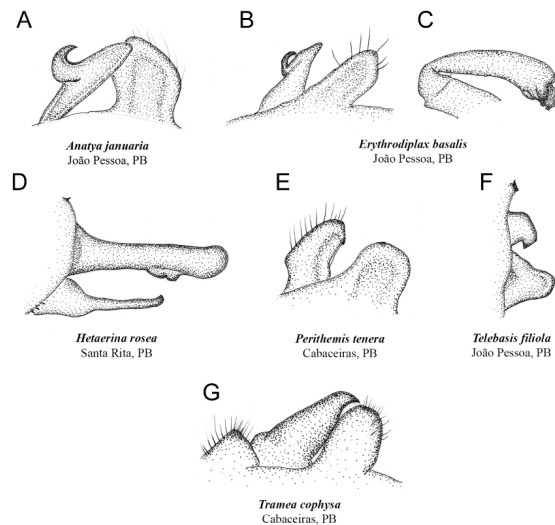 A
B
C
Anatya januaria
João Pessoa, PB
Erythrodiplax basalis
João Pessoa, PB
D
E
F
Hetaerina rosea
Santa Rita, PB
Perithemis tenera
Cabaceiras, PB
Telebasis filiola
João Pessoa, PB
G
Tramea cophysa
Cabaceiras, PB